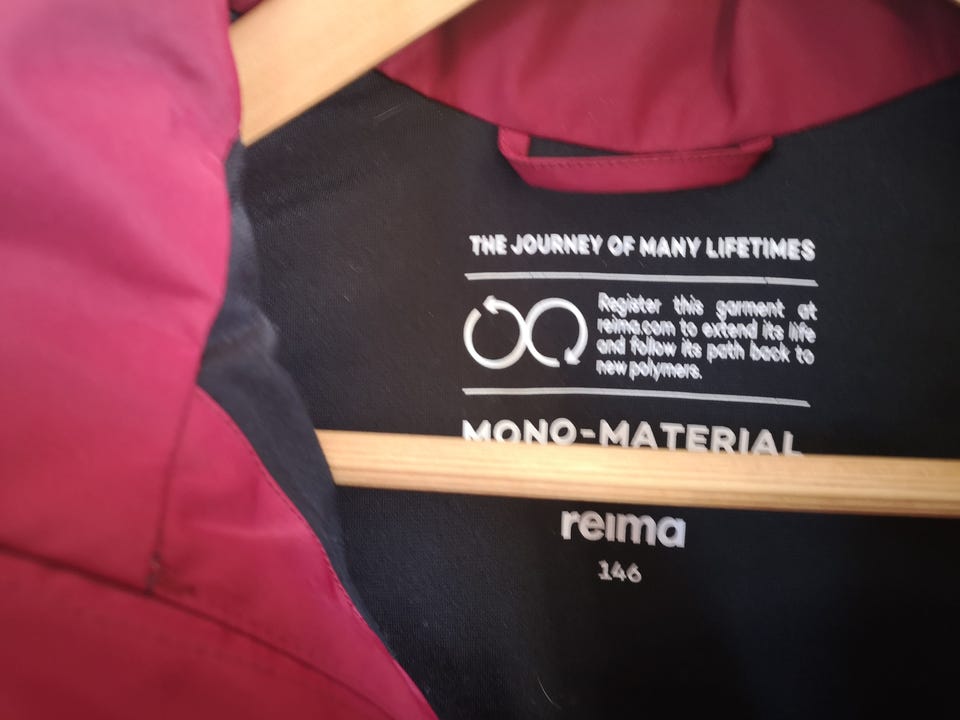 THE JOURNEY OF MANY LIFETIMES
Register this garment at
reima.com to extend its life
and follow its path back to
new polymers.
MONO-MATERIAL
reima
146